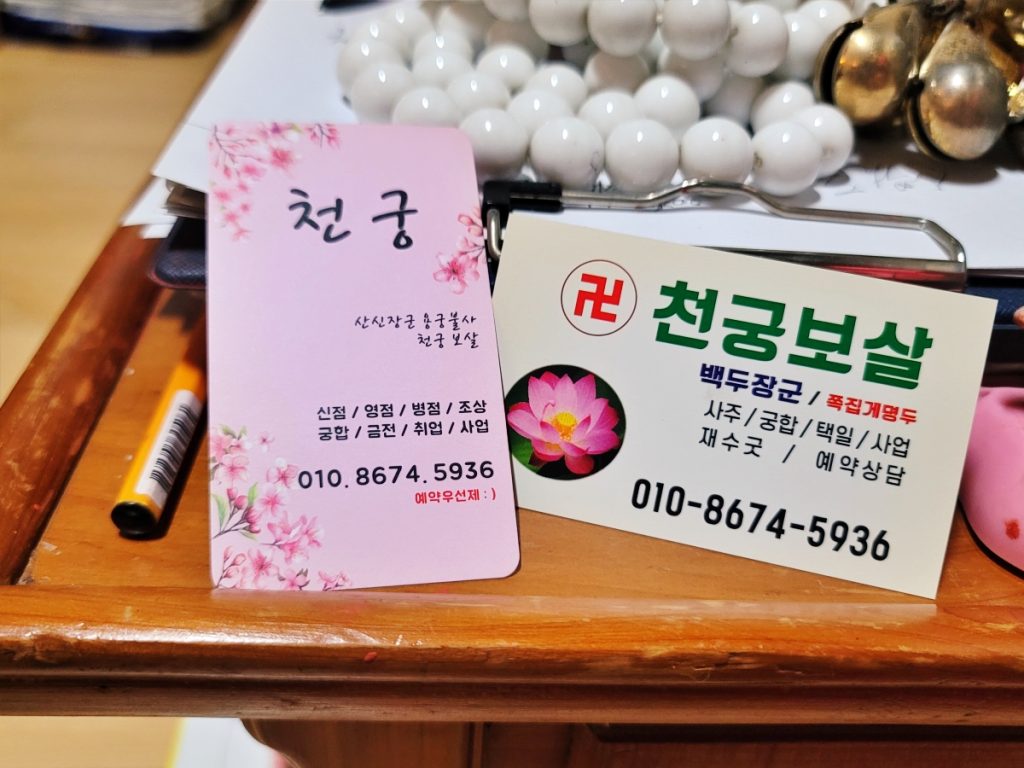 천궁
산신장군 용궁불사
천궁 보살
신점 / 영점 / 병점 / 조상
궁합 / 금전 / 취업 / 사업
010. 8674. 5936
예약우선제 : )
卍
천궁보살
백두장군 / 쪽집게명두
사주 / 궁합 / 택일 / 사업
재수굿 / 예약상담
010-8674-5936